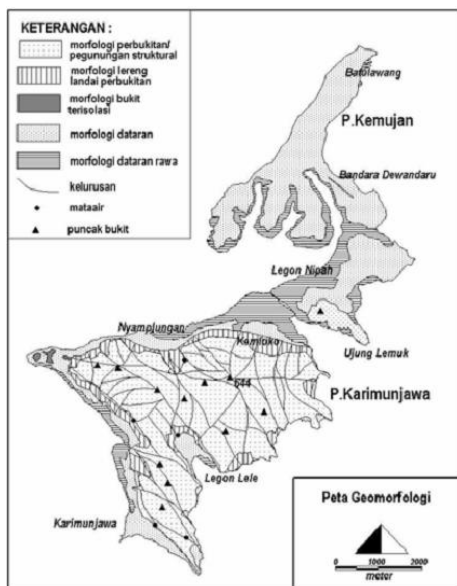 KETERANGAN :
morfologi perbukitan/
pegunungan struktural
morfologi lereng
landai perbukitan
morfologi bukit
terisolasi
morfologi dataran
morfologi dataran rawa
kelurusan
mataair
puncak bukit
Batulawang
P.Kemujan
Bandara Dewandaru
Legon Nipah
Nyamplungan
Kemloko
Ujung Lemuk
644
P.Karimunjawa
Legon Lele
Karimunjawa
Peta Geomorfologi
0 1000 2000
meter